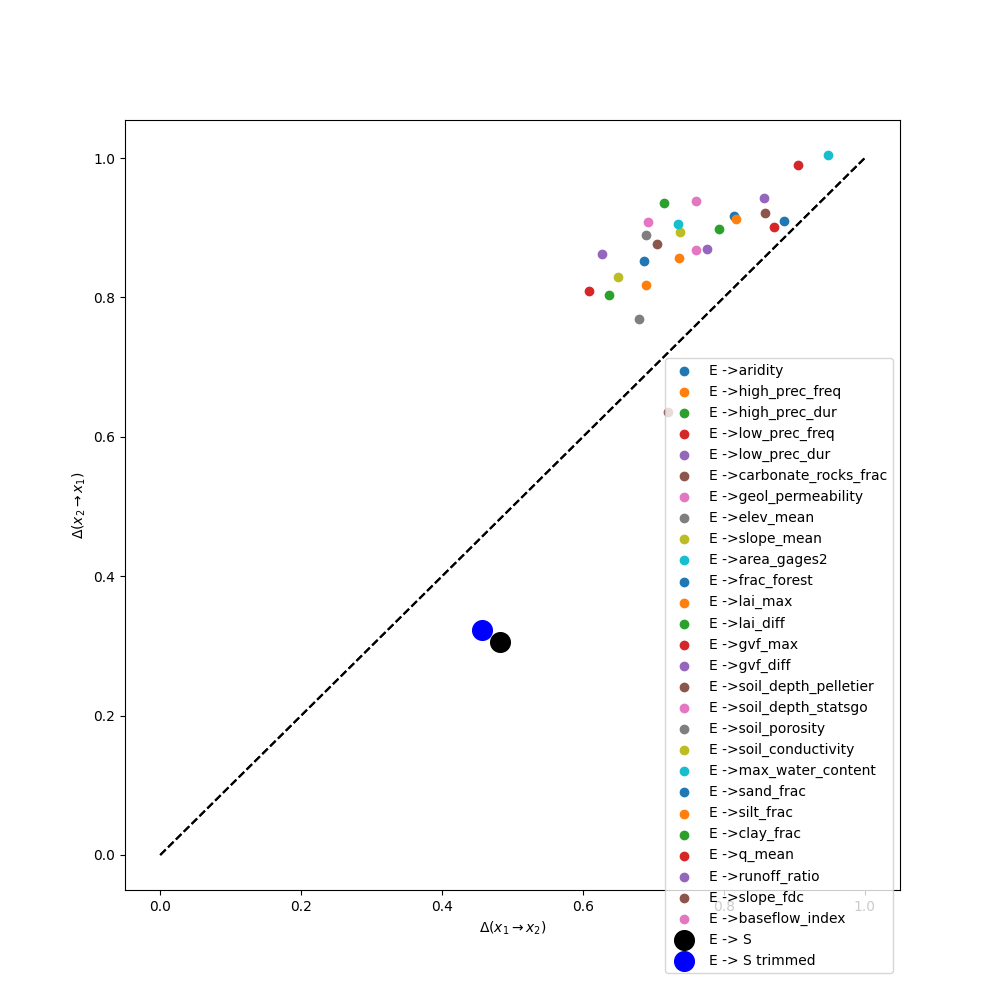 1.0
0.8
0.6
0.4
0.2
0.0
Δ(x₂→x₁)
0.0 0.2 0.4 0.6 0.8 1.0
Δ(x₁→x₂)
E ->aridity
E ->high_prec_freq
E ->high_prec_dur
E ->low_prec_freq
E ->low_prec_dur
E ->carbonate_rocks_frac
E ->geol_permeability
E ->elev_mean
E ->slope_mean
E ->area_gages2
E ->frac_forest
E ->lai_max
E ->lai_diff
E ->gvf_max
E ->gvf_diff
E ->soil_depth_pelletier
E ->soil_depth_statsgo
E ->soil_porosity
E ->soil_conductivity
E ->max_water_content
E ->sand_frac
E ->silt_frac
E ->clay_frac
E ->q_mean
E ->runoff_ratio
E ->slope_fdc
E ->baseflow_index
E -> S
E -> S trimmed